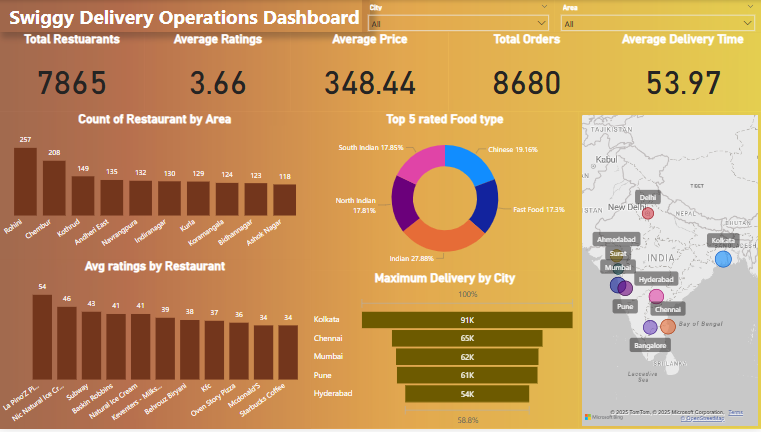 Swiggy Delivery Operations Dashboard
City
All
Area
All
Total Restuarants
7865
Average Ratings
3.66
Average Price
348.44
Total Orders
8680
Average Delivery Time
53.97
Count of Restaurant by Area
257
208
149
135
132
130
129
124
123
118
Rohini
Chembur
Kothrud
Andheri East
Navrangpura
Indiranagar
Kurla
Koramangala
Bidhannagar
Ashok Nagar
Top 5 rated Food type
South Indian 17.85%
Chinese 19.16%
North Indian
17.81%
Fast Food 17.3%
Indian 27.88%
Avg ratings by Restaurant
54
46
43
41
41
39
38
37
36
34
34
La Pino'Z Pi...
Nic Natural Ice Cr...
Subway
Baskin Robbins
Natural Ice Cream
Keventers - Milks...
Behrouz Biryani
Kfc
Oven Story Pizza
Mcdonald'S
Starbucks Coffee
Maximum Delivery by City
100%
Kolkata
91K
Chennai
65K
Mumbai
62K
Pune
61K
Hyderabad
54K
58.8%
TAJIKISTAN
Kabul
TIBET
Delhi
New Delhi
NEPAL
BHUTAN
Ahmedabad
Kolkata
Surat
INDIA
Mumbai
Hyderabad
Pune
Chennai
Bay of Bengal
Bangalore
Laccadive
Sea
SRI LANKA
Microsoft Bing
© 2025 TomTom, © 2025 Microsoft Corporation, Terms
© OpenStreetMap